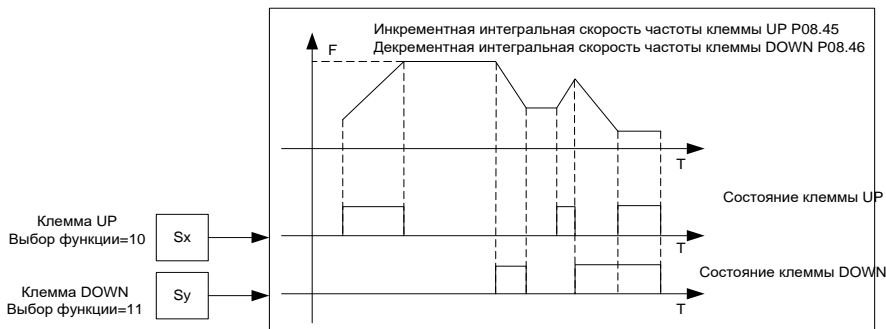 Инкрементная интегральная скорость частоты клеммы UP P08.45
F
Декрементная интегральная скорость частоты клеммы DOWN P08.46
T
Состояние клеммы UP
Клемма UP
Выбор функции=10
Sx
T
Состояние клеммы DOWN
Клемма DOWN
Выбор функции=11
Sy
T